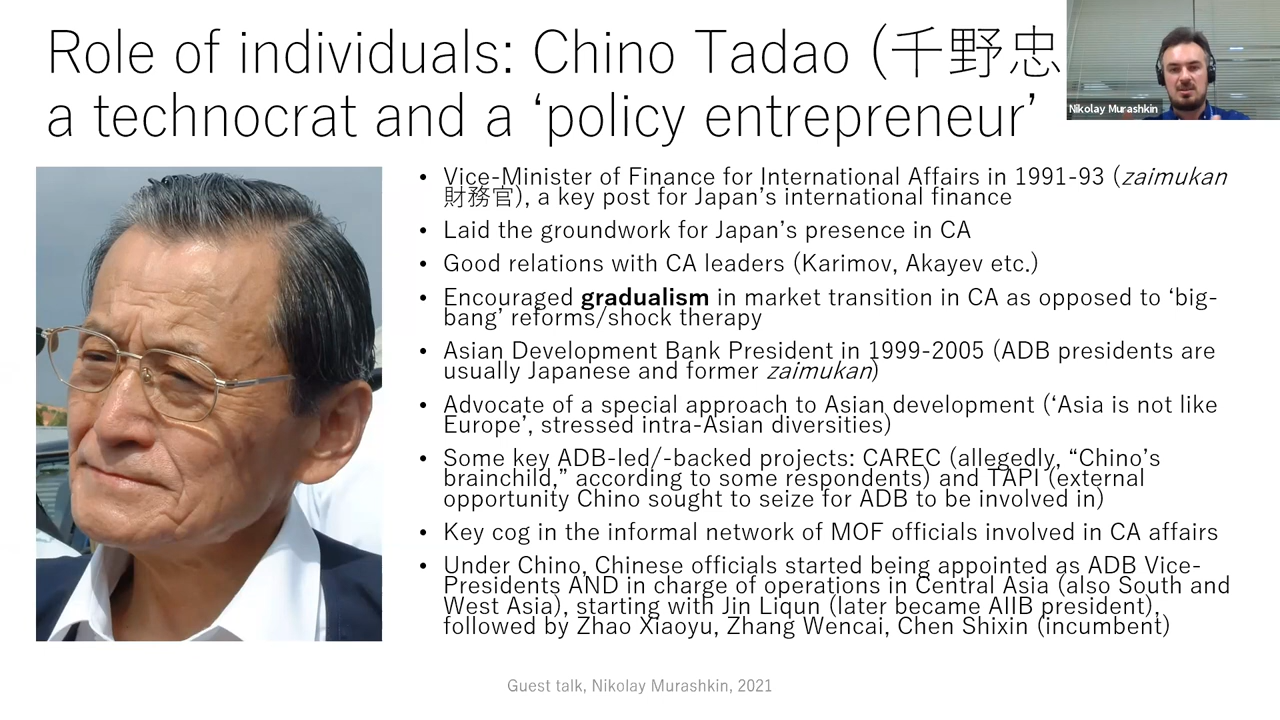 Role of individuals: Chino Tadao (千野忠
a technocrat and a ‘policy entrepreneur’
Nikolay Murashkin
• Vice-Minister of Finance for International Affairs in 1991-93 (zaimukan
財務官), a key post for Japan’s international finance
• Laid the groundwork for Japan’s presence in CA
• Good relations with CA leaders (Karimov, Akayev etc.)
• Encouraged gradualism in market transition in CA as opposed to ‘big-
bang’ reforms/shock therapy
• Asian Development Bank President in 1999-2005 (ADB presidents are
usually Japanese and former zaimukan)
• Advocate of a special approach to Asian development (‘Asia is not like
Europe’, stressed intra-Asian diversities)
• Some key ADB-led/-backed projects: CAREC (allegedly, “Chino’s
brainchild,” according to some respondents) and TAPI (external
opportunity Chino sought to seize for ADB to be involved in)
• Key cog in the informal network of MOF officials involved in CA affairs
• Under Chino, Chinese officials started being appointed as ADB Vice-
Presidents AND in charge of operations in Central Asia (also South and
West Asia), starting with Jin Liqun (later became AIIB president),
followed by Zhao Xiaoyu, Zhang Wencai, Chen Shixin (incumbent)
Guest talk, Nikolay Murashkin, 2021